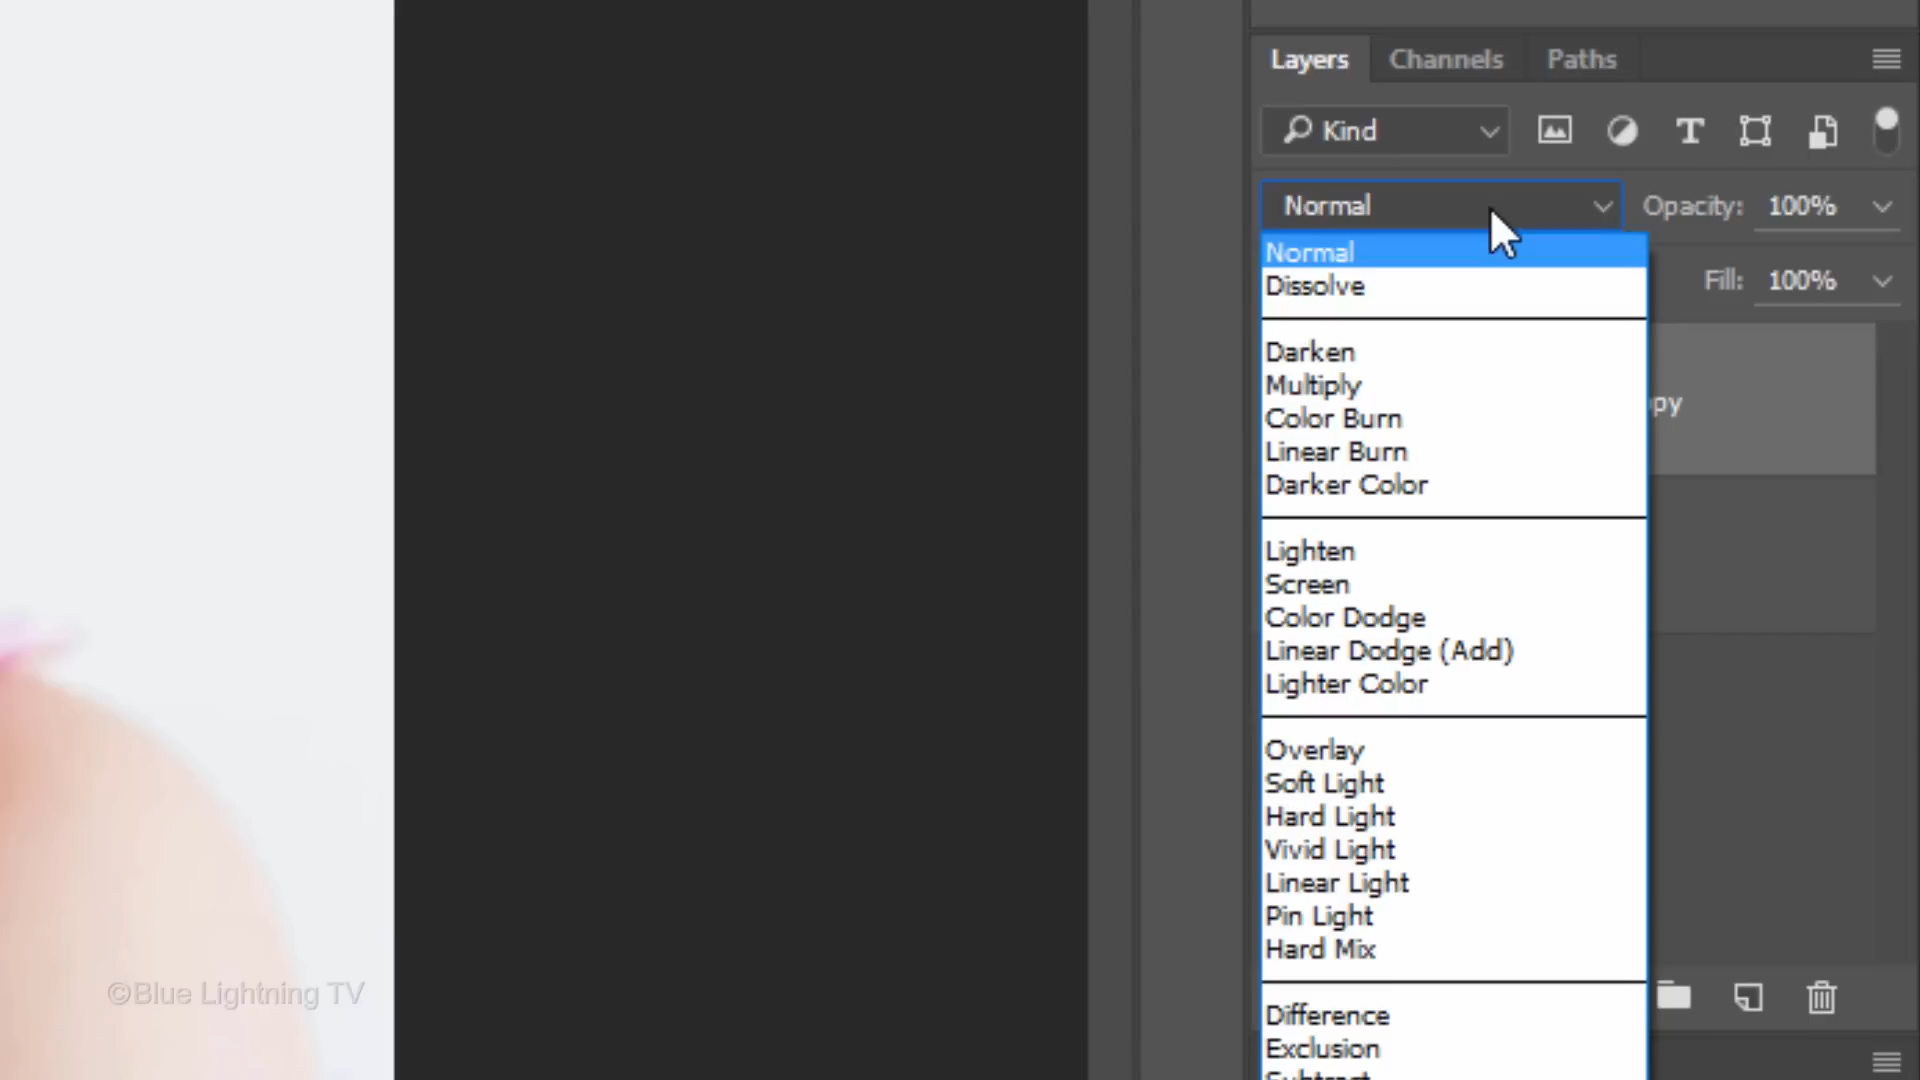 Layers Channels Paths
Kind
Normal Opacity: 100%
Normal
Dissolve
Fill: 100%
Darken
Multiply
Color Burn
Linear Burn
Darker Color
Lighten
Screen
Color Dodge
Linear Dodge (Add)
Lighter Color
Overlay
Soft Light
Hard Light
Vivid Light
Linear Light
Pin Light
Hard Mix
Difference
Exclusion
©Blue Lightning TV